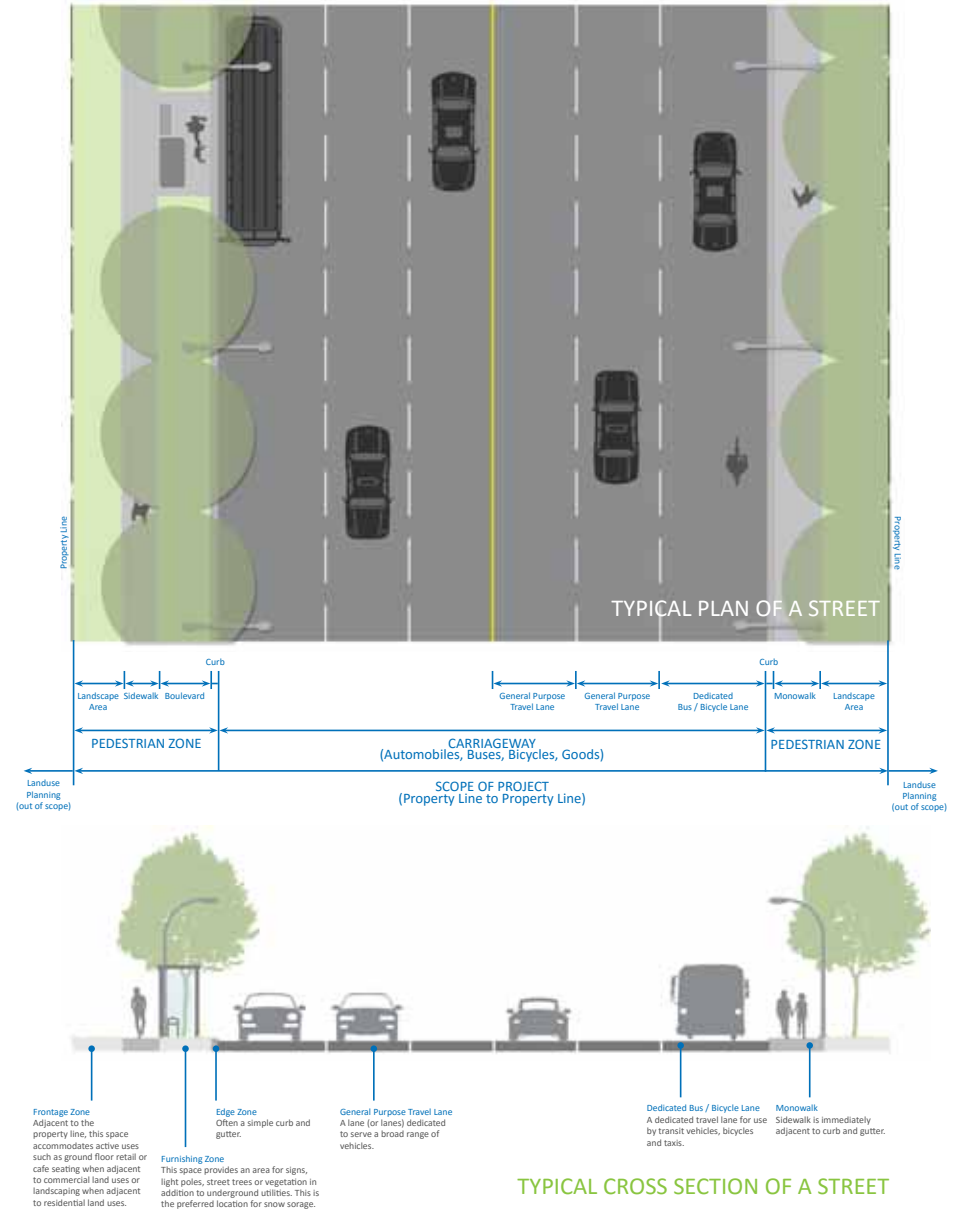 Property Line
Property Line
TYPICAL PLAN OF A STREET
Curb
Curb
Landscape
Area
Sidewalk
Boulevard
General Purpose
Travel Lane
General Purpose
Travel Lane
Dedicated
Bus / Bicycle Lane
Monowalk
Landscape
Area
PEDESTRIAN ZONE
CARRIAGEWAY
(Automobiles, Buses, Bicycles, Goods)
PEDESTRIAN ZONE
Landuse
Planning
(out of scope)
SCOPE OF PROJECT
(Property Line to Property Line)
Landuse
Planning
(out of scope)
Frontage Zone
Adjacent to the
property line, this space
accommodates active uses
such as ground floor retail or
cafe seating when adjacent
to commercial land uses or
landscaping when adjacent
to residential land uses.
Furnishing Zone
This space provides an area for signs,
light poles, street trees or vegetation in
addition to underground utilities. This is
the preferred location for snow sorage.
Edge Zone
Often a simple curb and
gutter.
General Purpose Travel Lane
A lane (or lanes) dedicated
to serve a broad range of
vehicles.
Dedicated Bus / Bicycle Lane
A dedicated travel lane for use
by transit vehicles, bicycles
and taxis.
Monowalk
Sidewalk is immediately
adjacent to curb and gutter.
TYPICAL CROSS SECTION OF A STREET